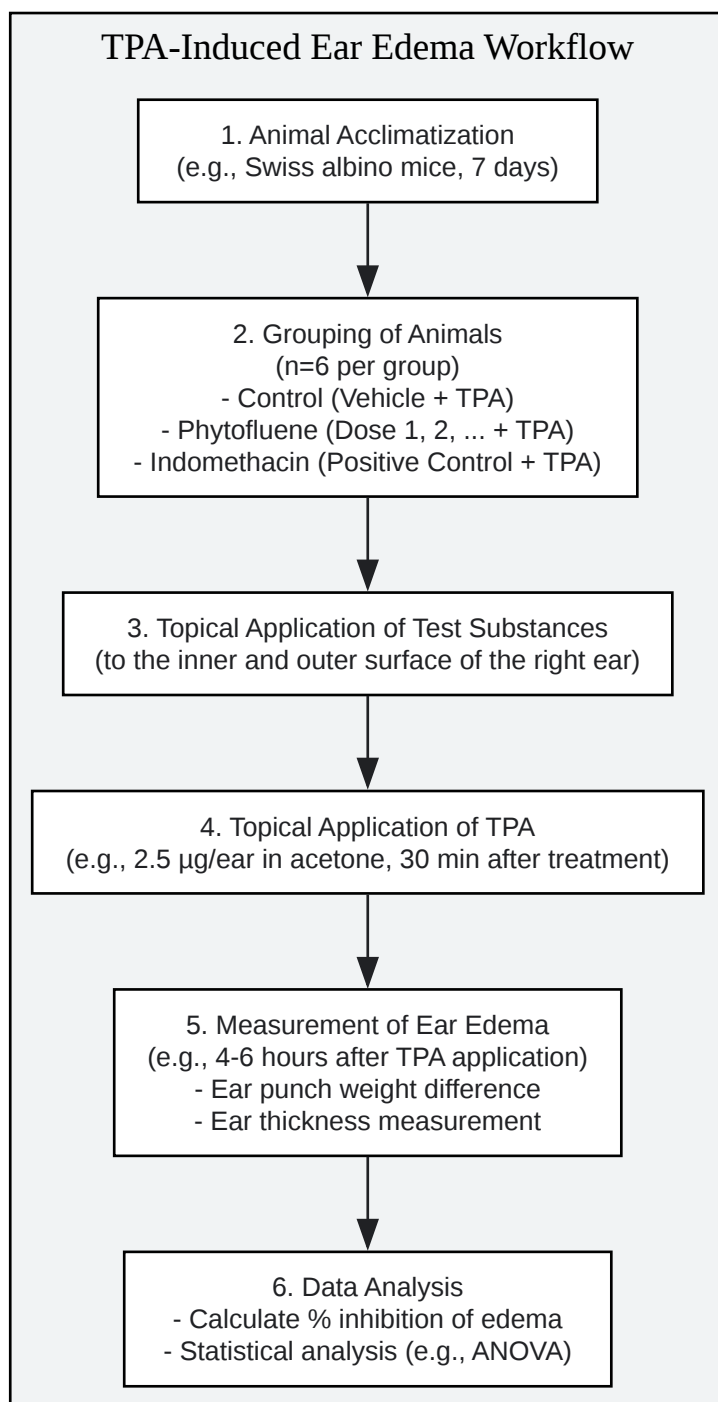 TPA-Induced Ear Edema Workflow
1. Animal Acclimatization
(e.g., Swiss albino mice, 7 days)
2. Grouping of Animals
(n=6 per group)
- Control (Vehicle + TPA)
- Phytofluene (Dose 1, 2, ... + TPA)
- Indomethacin (Positive Control + TPA)
3. Topical Application of Test Substances
(to the inner and outer surface of the right ear)
4. Topical Application of TPA
(e.g., 2.5 µg/ear in acetone, 30 min after treatment)
5. Measurement of Ear Edema
(e.g., 4-6 hours after TPA application)
- Ear punch weight difference
- Ear thickness measurement
6. Data Analysis
- Calculate % inhibition of edema
- Statistical analysis (e.g., ANOVA)